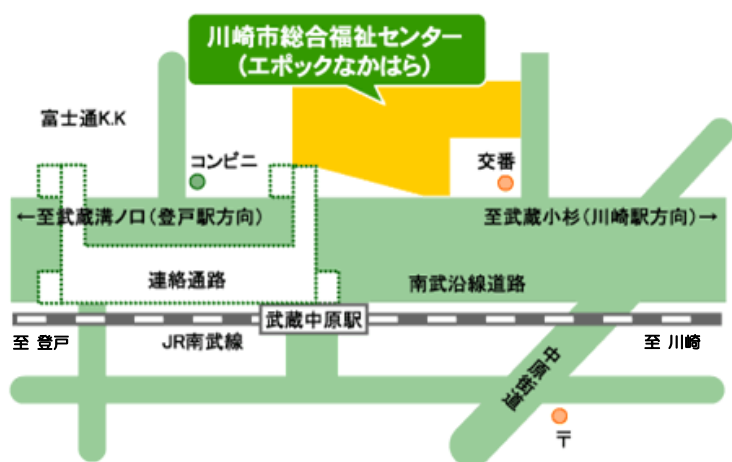 川崎市総合福祉センター
(エポックなかはら)
富士通K.K
コンビニ
交番
←至武蔵溝ノ口(登戸駅方向)
至武蔵小杉(川崎駅方向)→
連絡通路
南武沿線道路
武蔵中原駅
至 登戸
JR南武線
至 川崎
中原街道
〒